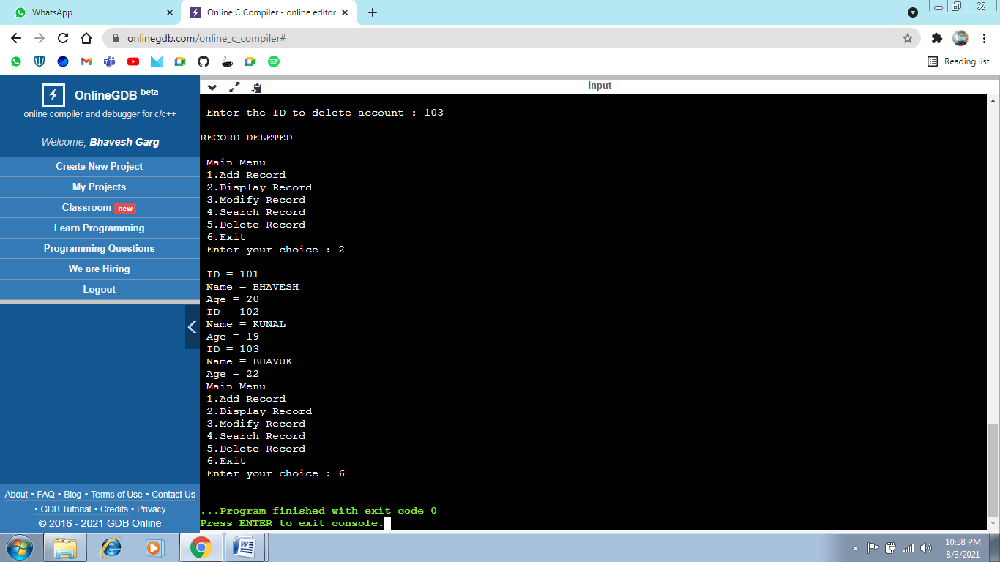 WhatsApp
Online C Compiler - online editor
onlinegdb.com/online_c_compiler#
Reading list
OnlineGDB beta
online compiler and debugger for c/c++
Welcome, Bhavesh Garg
Create New Project
My Projects
Classroom new
Learn Programming
Programming Questions
We are Hiring
Logout
About • FAQ • Blog • Terms of Use • Contact Us
• GDB Tutorial • Credits • Privacy
© 2016 - 2021 GDB Online
input
Enter the ID to delete account : 103
RECORD DELETED
Main Menu
1.Add Record
2.Display Record
3.Modify Record
4.Search Record
5.Delete Record
6.Exit
Enter your choice : 2
ID = 101
Name = BHAVESH
Age = 20
ID = 102
Name = KUNAL
Age = 19
ID = 103
Name = BHAVUK
Age = 22
Main Menu
1.Add Record
2.Display Record
3.Modify Record
4.Search Record
5.Delete Record
6.Exit
Enter your choice : 6
...Program finished with exit code 0
Press ENTER to exit console.
10:38 PM
8/3/2021